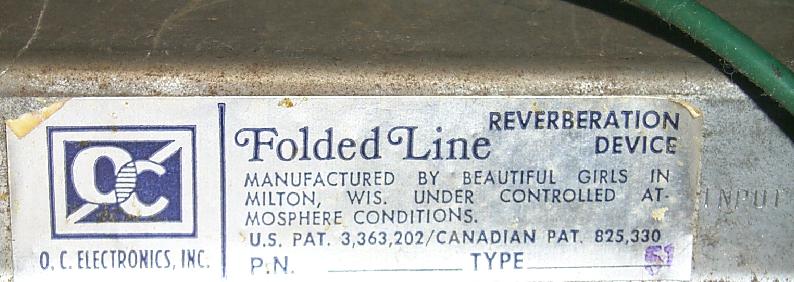 OC
O. C. ELECTRONICS, INC.
Folded Line
REVERBERATION
DEVICE
MANUFACTURED BY BEAUTIFUL GIRLS IN
MILTON, WIS. UNDER CONTROLLED AT-
MOSPHERE CONDITIONS.
U.S. PAT. 3,363,202/CANADIAN PAT. 825,330
P.N. TYPE
INPUT